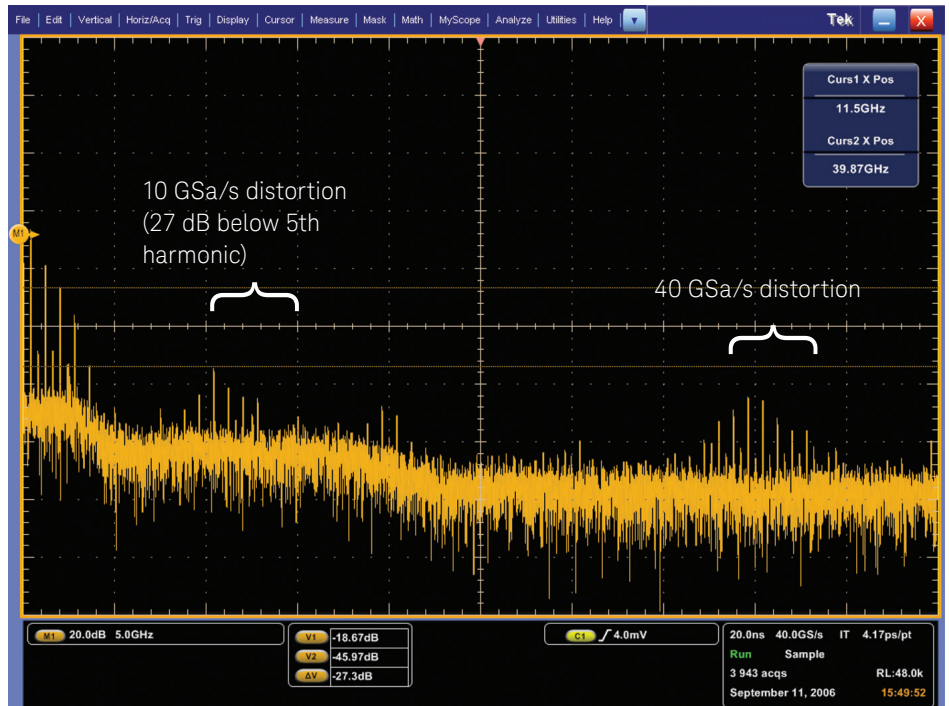 File | Edit | Vertical | Horiz/Acq | Trig | Display | Cursor | Measure | Mask | Math | MyScope | Analyze | Utilities | Help | Tek X
Curs1 X Pos
11.5GHz
Curs2 X Pos
39.87GHz
10 GSa/s distortion
(27 dB below 5th
harmonic)
M1
40 GSa/s distortion
M1 20.0dB 5.0GHz
V1 -18.67dB
V2 -45.97dB
ΔV -27.3dB
C1 4.0mV
20.0ns 40.0GS/s IT 4.17ps/pt
Run Sample
3 943 acqs RL:48.0k
September 11, 2006 15:49:52